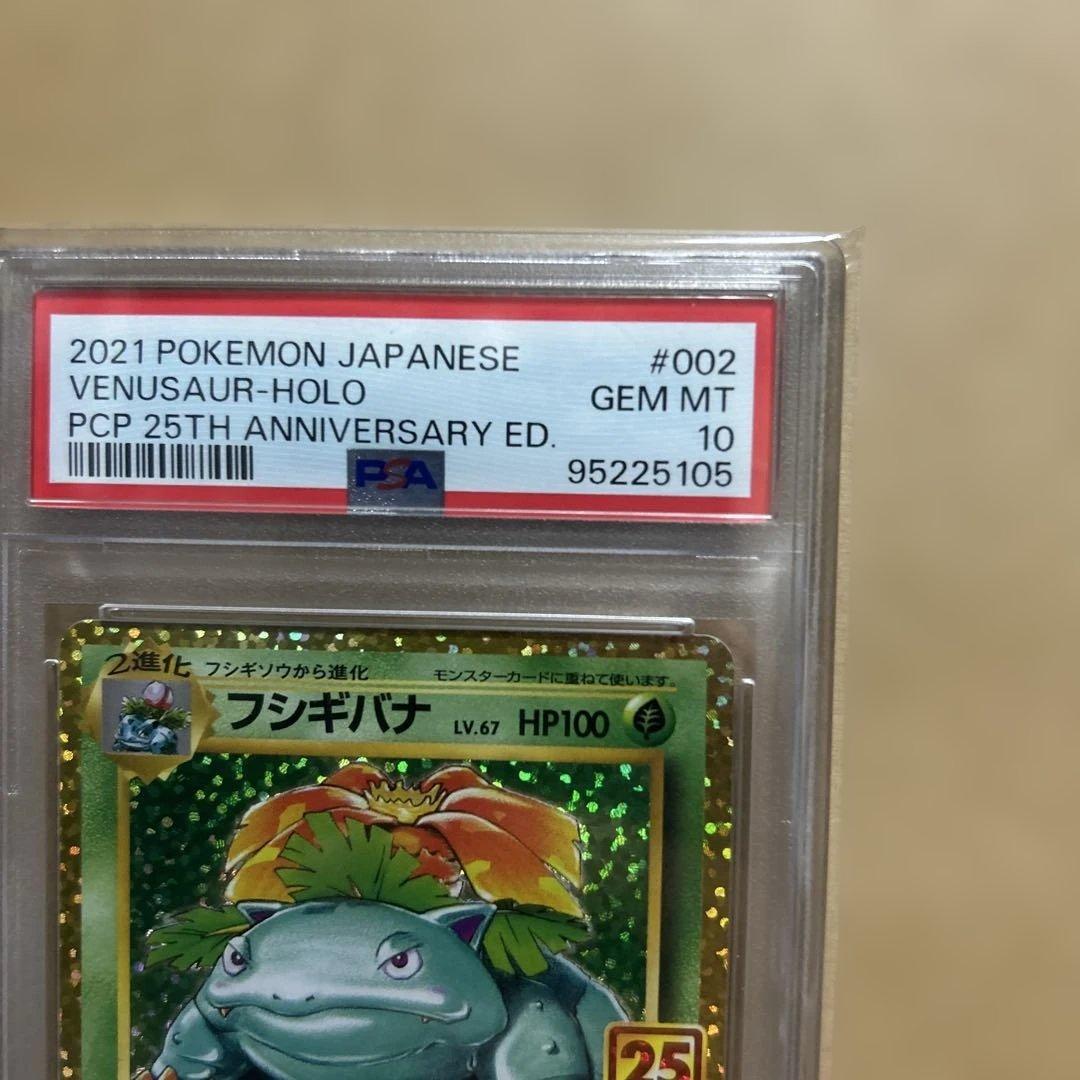 2021 POKEMON JAPANESE #002
VENUSAUR-HOLO GEM MT
PCP 25TH ANNIVERSARY ED. 10
PSA 95225105
2進化 フシギソウから進化 モンスターカードに重ねて使います。
フシギバナ LV.67 HP100
25